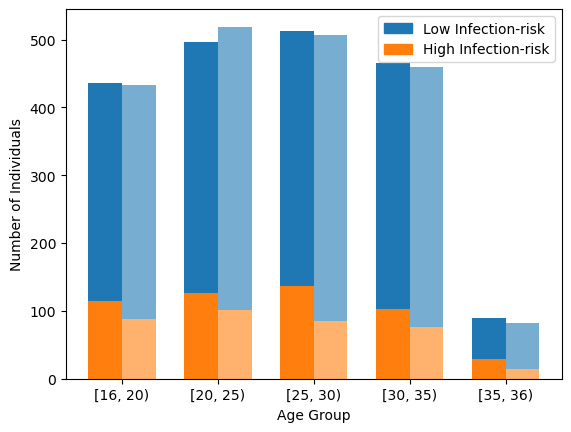 Low Infection-risk
High Infection-risk
Number of Individuals
500
400
300
200
100
0
[16, 20)
[20, 25)
[25, 30)
[30, 35)
[35, 36)
Age Group